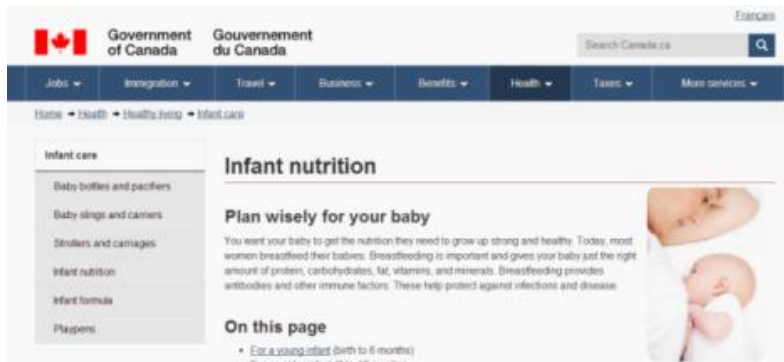 Français
Government of Canada
Gouvernement du Canada
Search Canada.ca
Jobs Immigration Travel Business Benefits Health Taxes More services
Home Health Healthy living Infant care
Infant care
Baby bottles and pacifiers
Baby slings and carriers
Strollers and carriages
Infant nutrition
Infant formula
Playpens
Infant nutrition
Plan wisely for your baby
You want your baby to get the nutrition they need to grow up strong and healthy. Today, most
women breastfeed their babies. Breastfeeding is important and gives your baby just the right
amount of protein, carbohydrates, fat, vitamins, and minerals. Breastfeeding provides
antibodies and other immune factors. These help protect against infections and disease.
On this page
For a young infant (birth to 6 months)